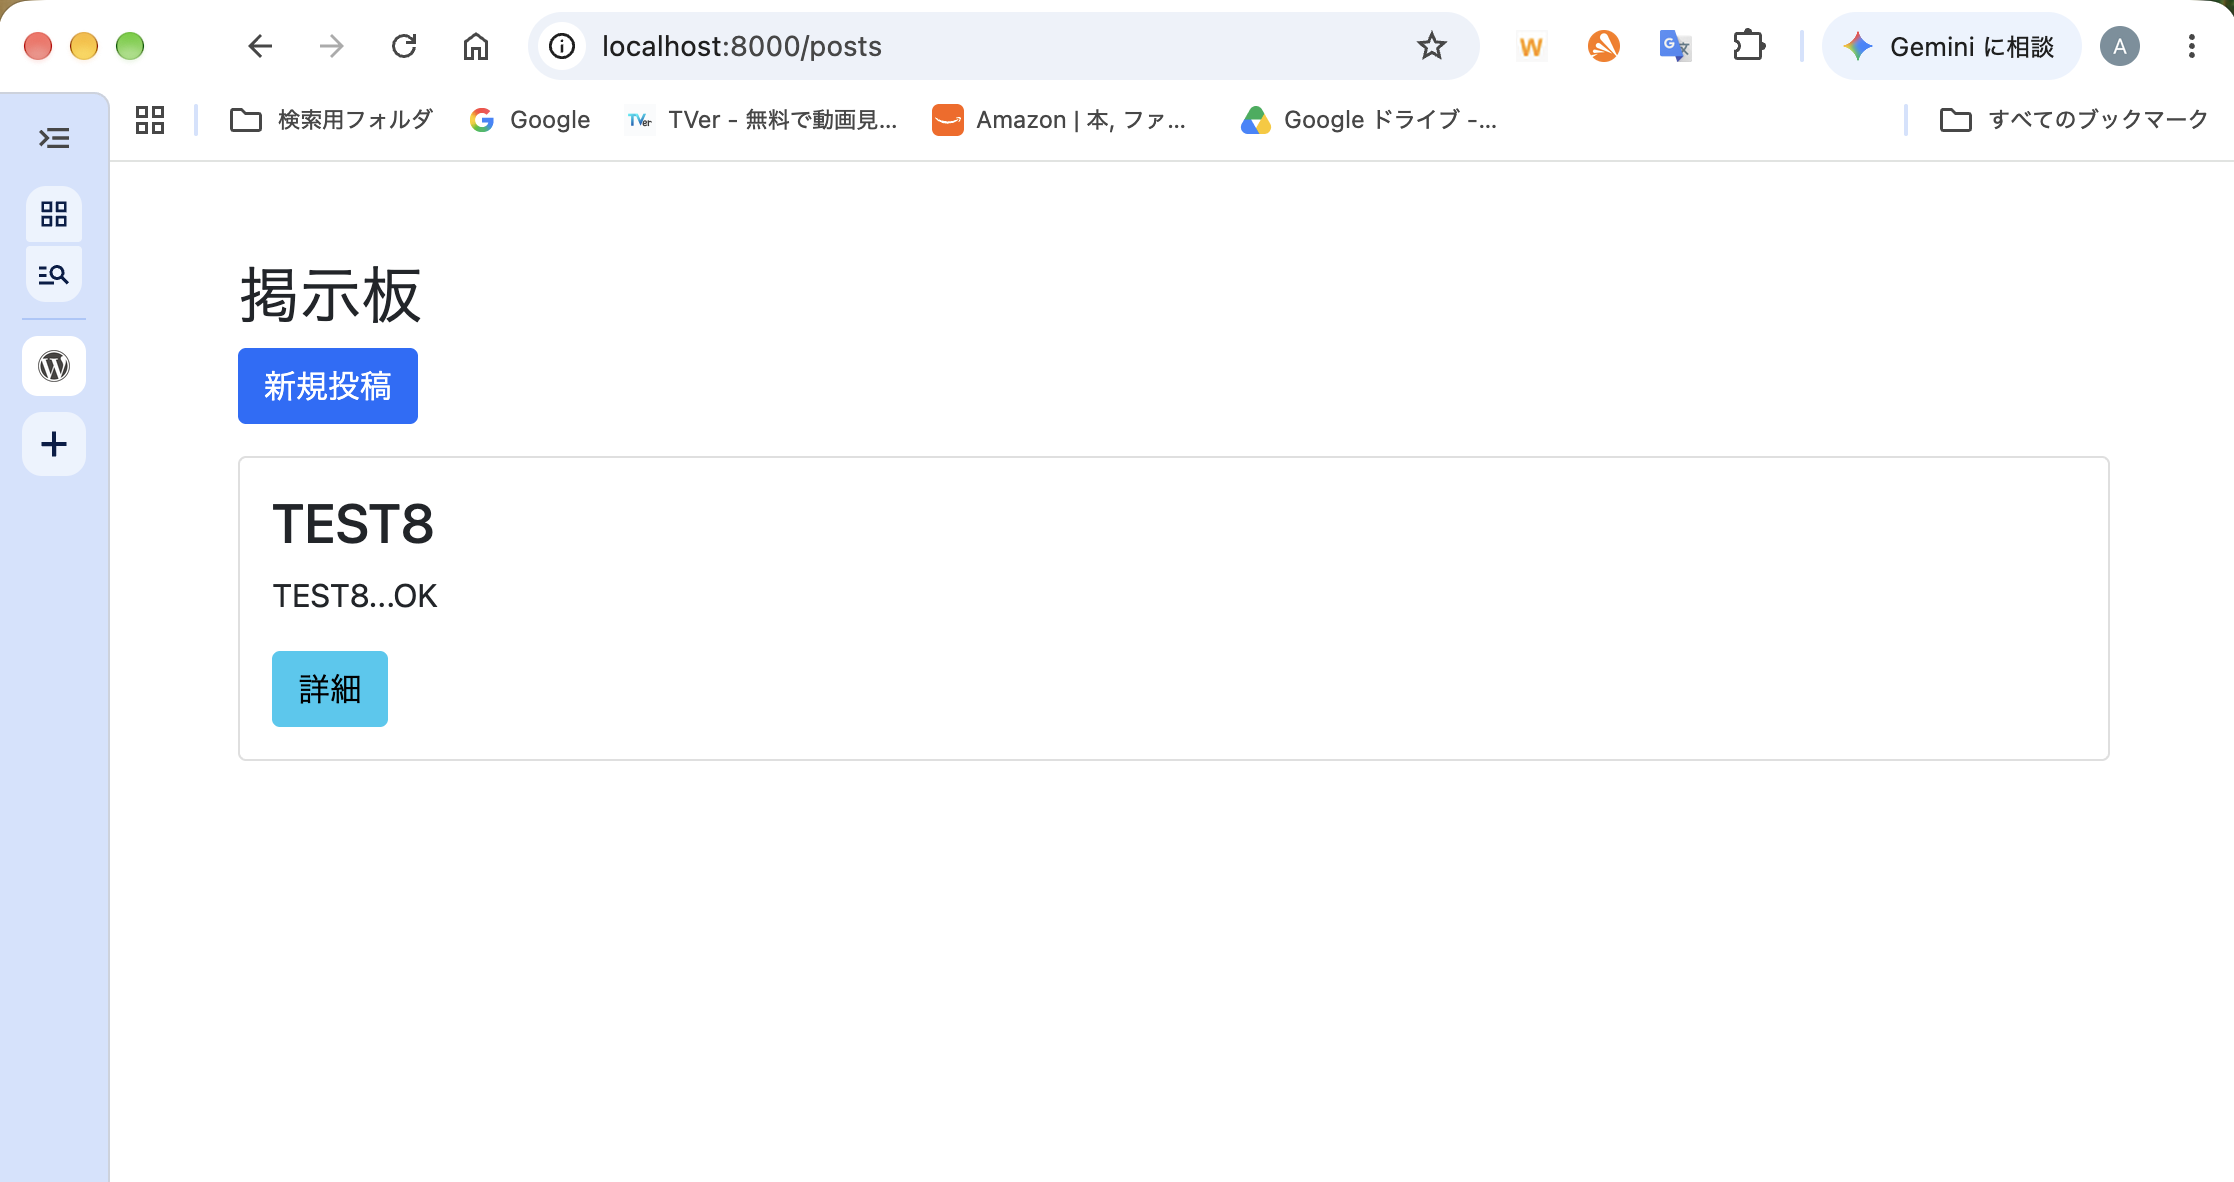 localhost:8000/posts
Gemini に相談
A
検索用フォルダ
Google
TVer - 無料で動画見...
Amazon | 本, ファ...
Google ドライブ -...
すべてのブックマーク
掲示板
新規投稿
TEST8
TEST8...OK
詳細